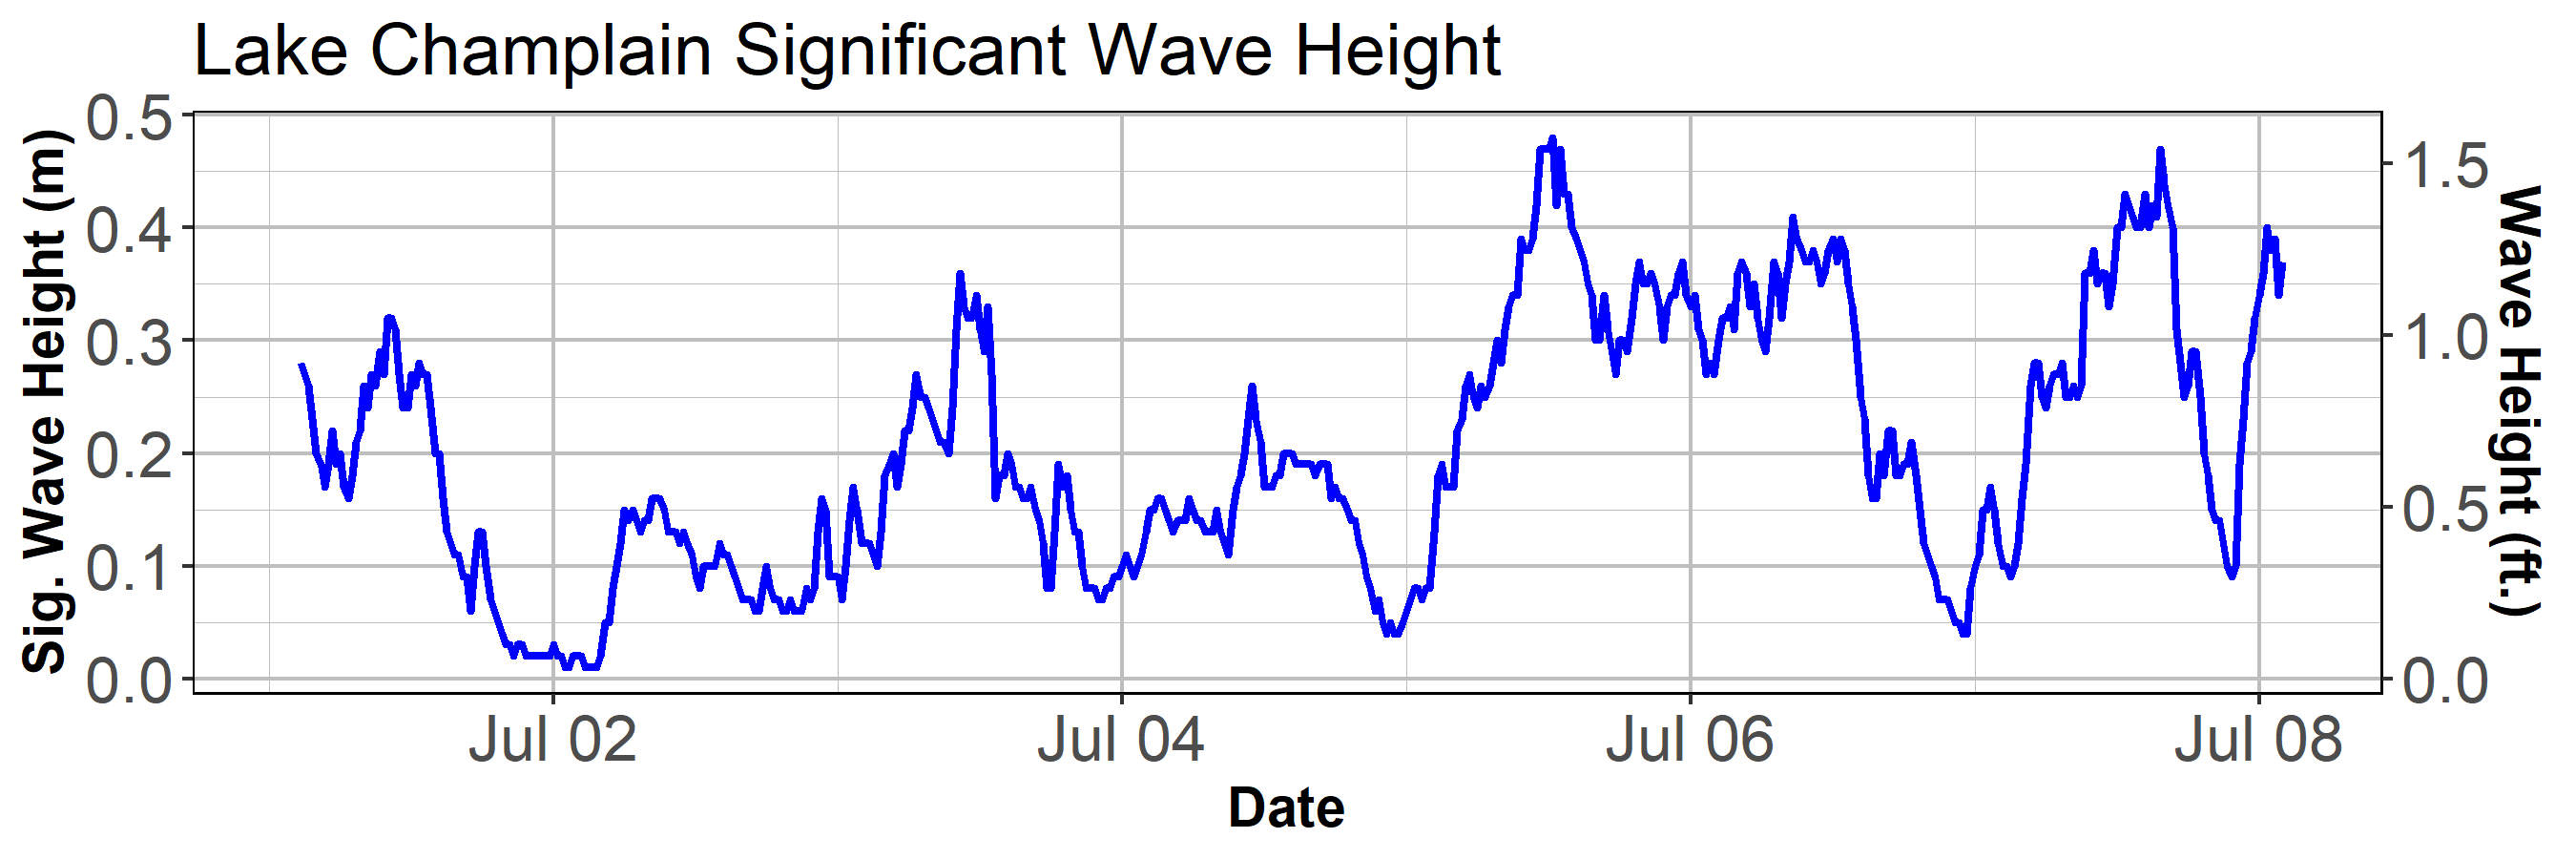 Lake Champlain Significant Wave Height
Sig. Wave Height (m)
0.5
0.4
0.3
0.2
0.1
0.0
1.5
1.0
0.5
0.0
Wave Height (ft.)
Jul 02
Jul 04
Jul 06
Jul 08
Date